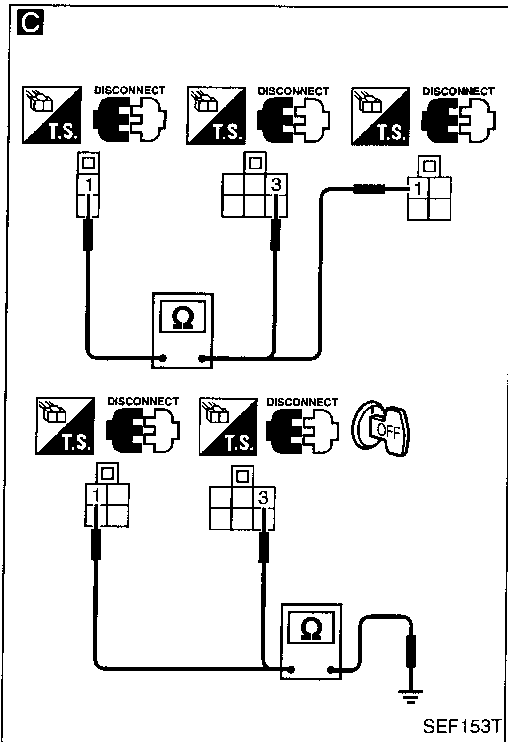 C
DISCONNECT DISCONNECT DISCONNECT
T.S. T.S. T.S.
1 3 1
Ω
DISCONNECT DISCONNECT
T.S. T.S. OFF
1 3
Ω
SEF153T